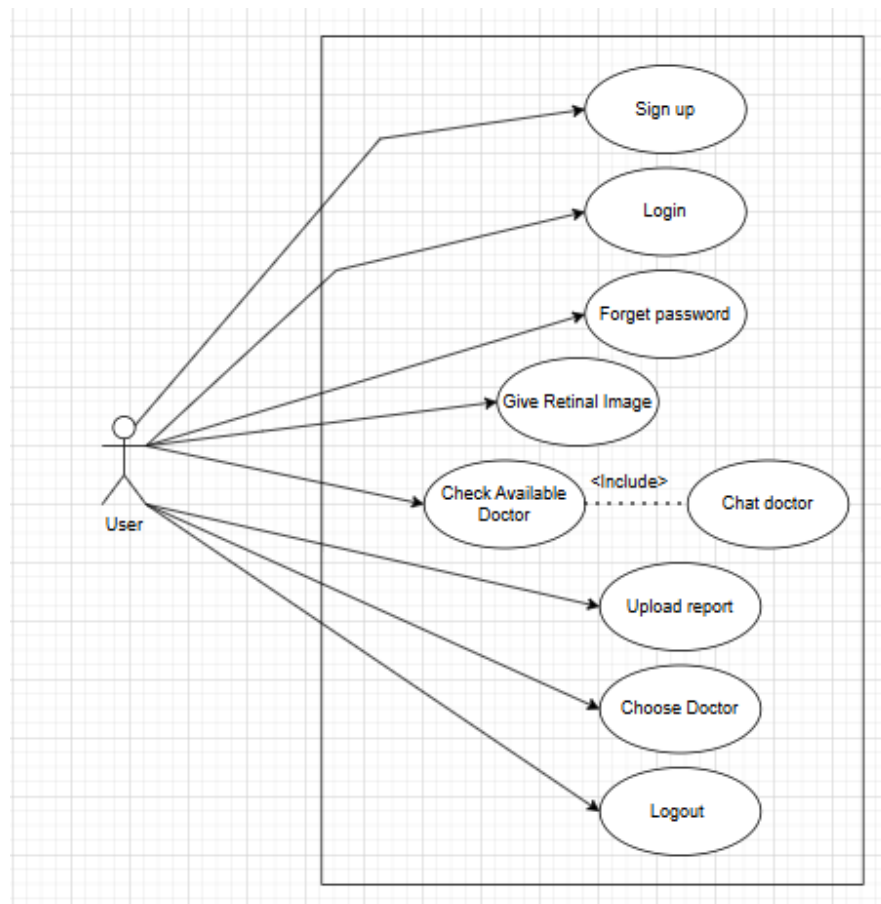 Sign up
Login
Forget password
Give Retinal Image
<Include>
Check Available
Doctor
Chat doctor
User
Upload report
Choose Doctor
Logout